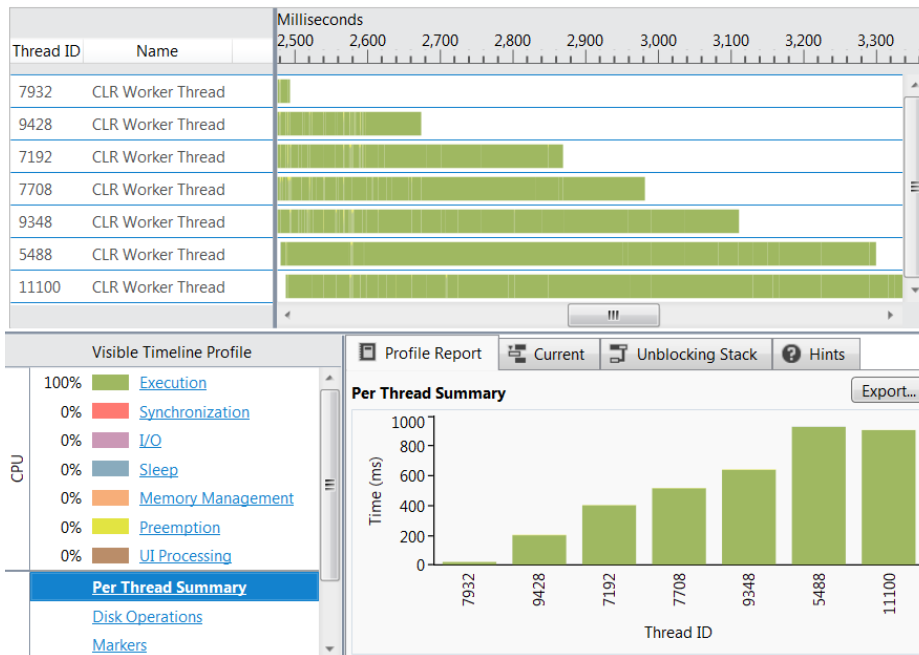 Milliseconds
Thread ID Name 2,500 2,600 2,700 2,800 2,900 3,000 3,100 3,200 3,300
7932 CLR Worker Thread
9428 CLR Worker Thread
7192 CLR Worker Thread
7708 CLR Worker Thread
9348 CLR Worker Thread
5488 CLR Worker Thread
11100 CLR Worker Thread
Visible Timeline Profile
CPU
100% Execution
0% Synchronization
0% I/O
0% Sleep
0% Memory Management
0% Preemption
0% UI Processing
Per Thread Summary
Disk Operations
Markers
Profile Report Current Unblocking Stack Hints
Per Thread Summary Export...
Time (ms)
1000
800
600
400
200
0
7932 9428 7192 7708 9348 5488 11100
Thread ID